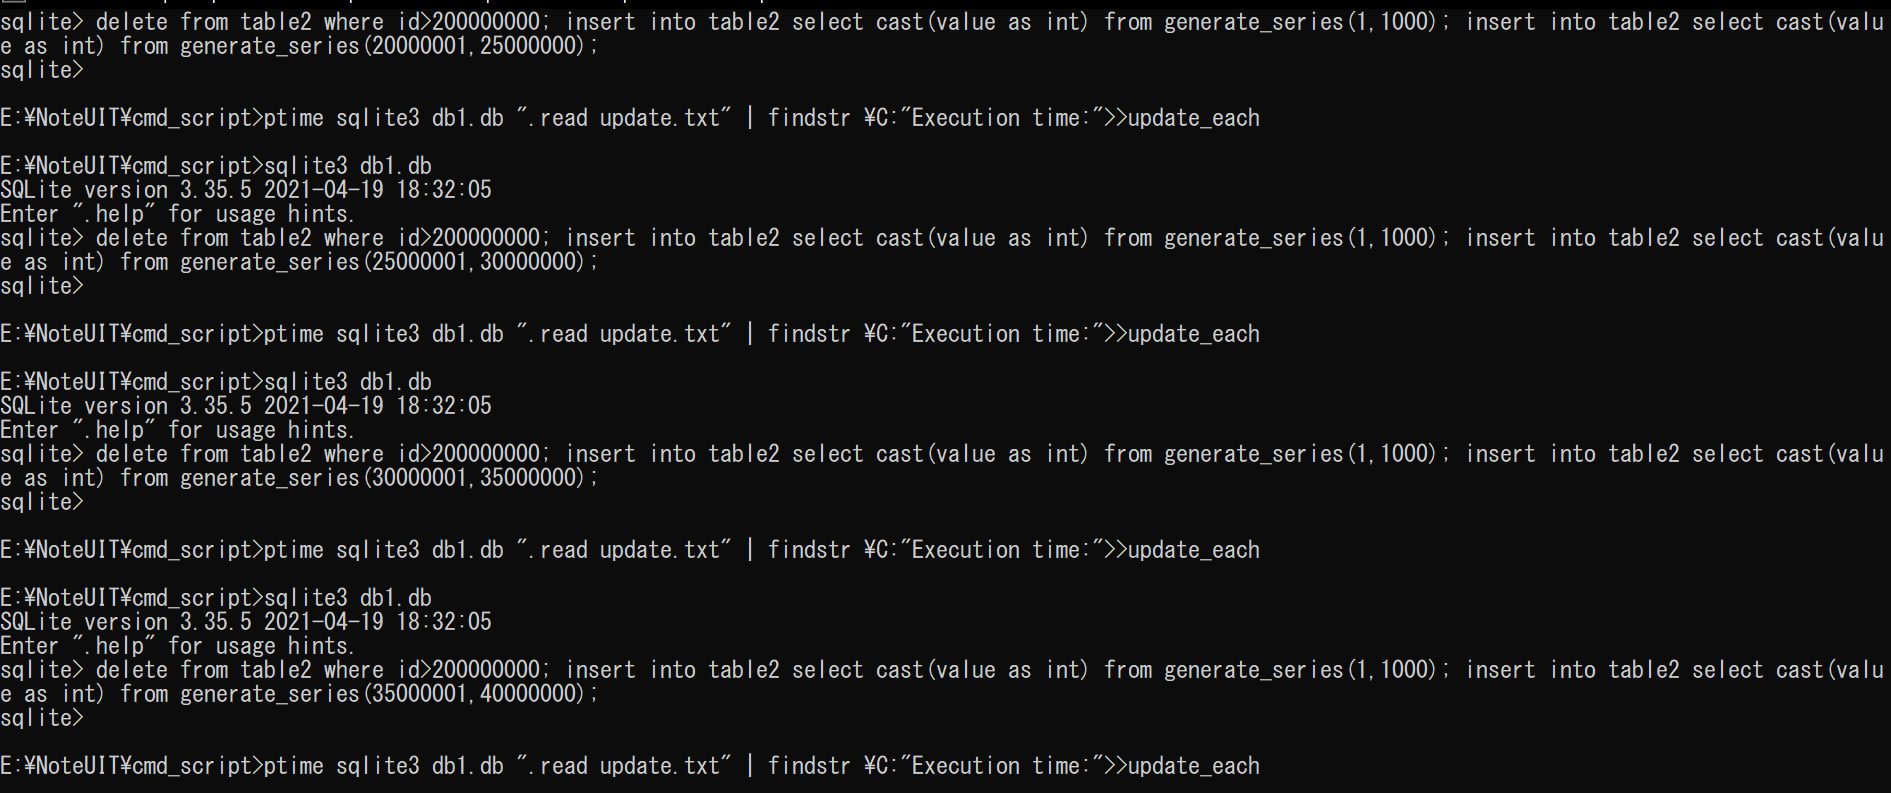 sqlite> delete from table2 where id>200000000; insert into table2 select cast(value as int) from generate_series(1,1000); insert into table2 select cast(valu
e as int) from generate_series(20000001,25000000);
sqlite>
E:¥NoteUIT¥cmd_script>ptime sqlite3 db1.db ".read update.txt" | findstr ¥C:"Execution time:">>update_each
E:¥NoteUIT¥cmd_script>sqlite3 db1.db
SQLite version 3.35.5 2021-04-19 18:32:05
Enter ".help" for usage hints.
sqlite> delete from table2 where id>200000000; insert into table2 select cast(value as int) from generate_series(1,1000); insert into table2 select cast(valu
e as int) from generate_series(25000001,30000000);
sqlite>
E:¥NoteUIT¥cmd_script>ptime sqlite3 db1.db ".read update.txt" | findstr ¥C:"Execution time:">>update_each
E:¥NoteUIT¥cmd_script>sqlite3 db1.db
SQLite version 3.35.5 2021-04-19 18:32:05
Enter ".help" for usage hints.
sqlite> delete from table2 where id>200000000; insert into table2 select cast(value as int) from generate_series(1,1000); insert into table2 select cast(valu
e as int) from generate_series(30000001,35000000);
sqlite>
E:¥NoteUIT¥cmd_script>ptime sqlite3 db1.db ".read update.txt" | findstr ¥C:"Execution time:">>update_each
E:¥NoteUIT¥cmd_script>sqlite3 db1.db
SQLite version 3.35.5 2021-04-19 18:32:05
Enter ".help" for usage hints.
sqlite> delete from table2 where id>200000000; insert into table2 select cast(value as int) from generate_series(1,1000); insert into table2 select cast(valu
e as int) from generate_series(35000001,40000000);
sqlite>
E:¥NoteUIT¥cmd_script>ptime sqlite3 db1.db ".read update.txt" | findstr ¥C:"Execution time:">>update_each